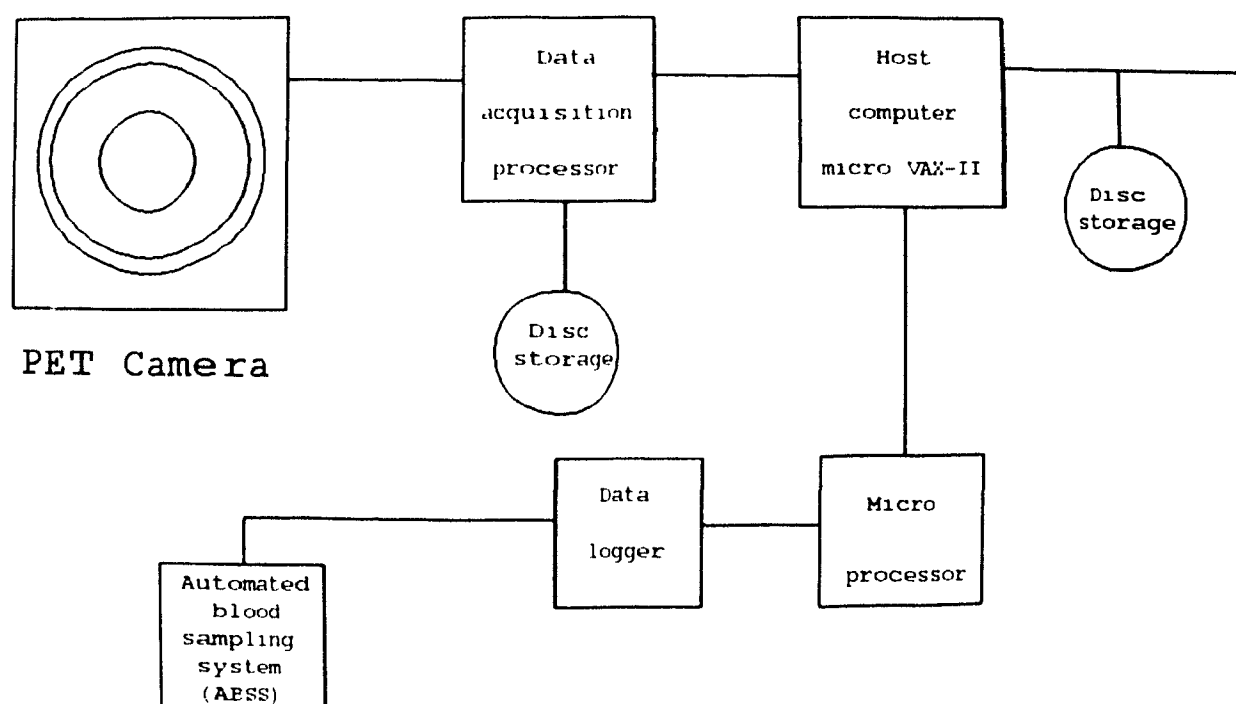 Data
acquisition
processor
Host
computer
micro VAX-II
Disc
storage
Disc
storage
PET Camera
Data
logger
Micro
processor
Automated
blood
sampling
system
(ABSS)